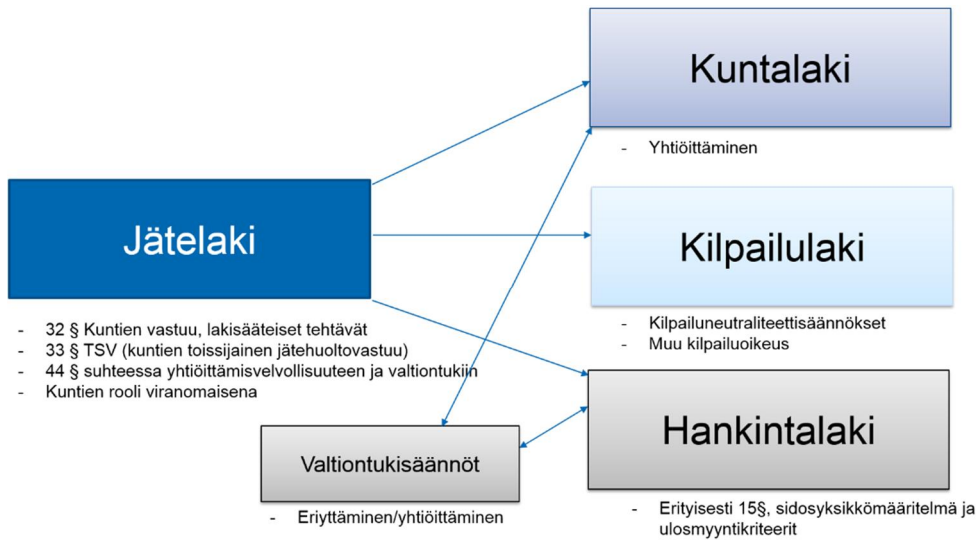 Kuntalaki
- Yhtiöittäminen
Jätelaki
- 32 § Kuntien vastuu, lakisääteiset tehtävät
- 33 § TSV (kuntien toissijainen jätehuoltovastuu)
- 44 § suhteessa yhtiöittämisvelvollisuuteen ja valtiontukiin
- Kuntien rooli viranomaisena
Kilpailulaki
- Kilpailuneutraliteettisäännökset
- Muu kilpailuoikeus
Valtiontukisäännöt
- Eriyttäminen/yhtiöittäminen
Hankintalaki
- Erityisesti 15§, sidosyksikkömääritelmä ja
ulosmyyntikriteerit